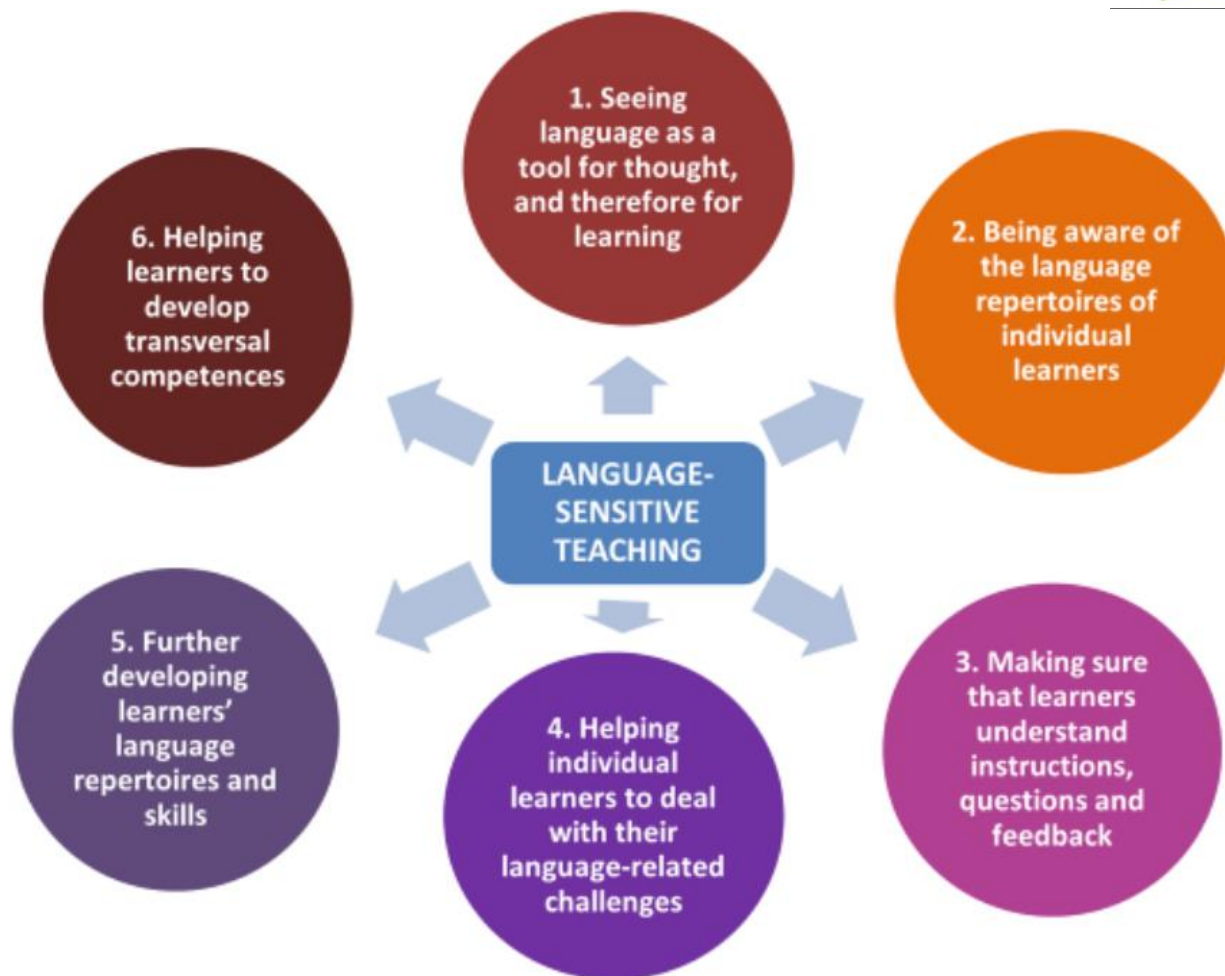 1. Seeing
language as a
tool for thought,
and therefore for
learning
2. Being aware of
the language
repertoires of
individual
learners
3. Making sure
that learners
understand
instructions,
questions and
feedback
4. Helping
individual
learners to deal
with their
language-related
challenges
5. Further
developing
learners'
language
repertoires and
skills
6. Helping
learners to
develop
transversal
competences
LANGUAGE-
SENSITIVE
TEACHING